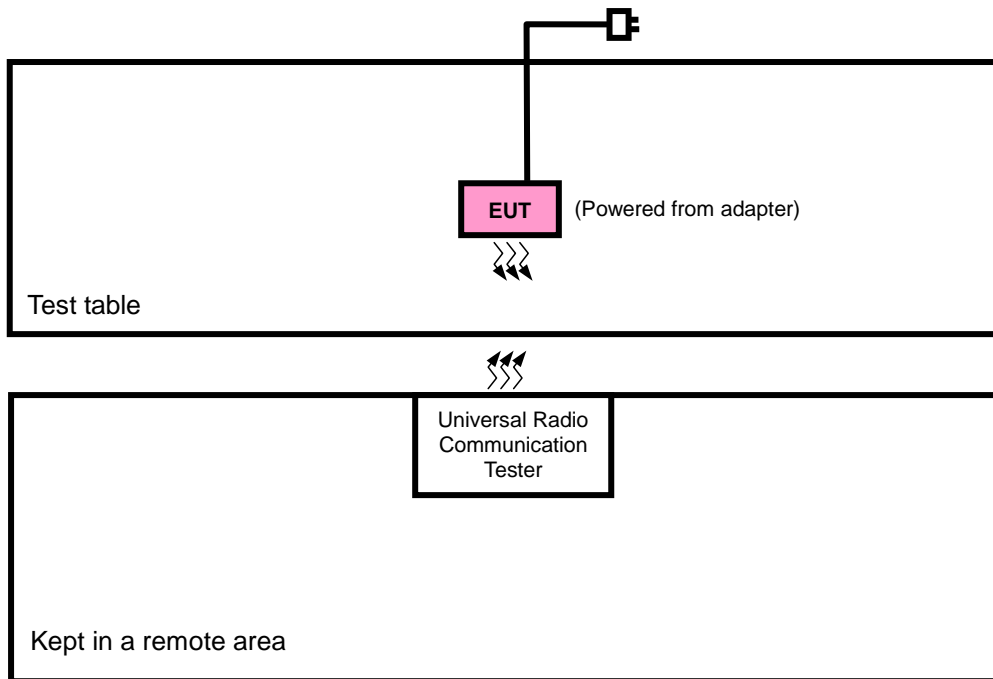 EUT
(Powered from adapter)
Test table
Universal Radio
Communication
Tester
Kept in a remote area